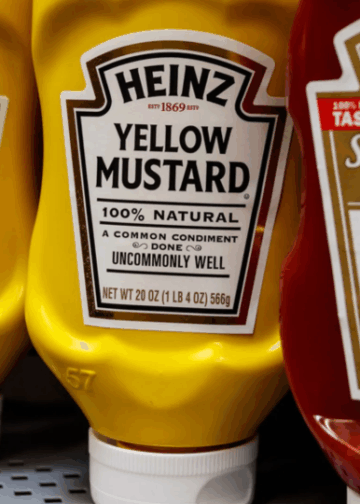 HEINZ
ESTD 1869 ESTD
YELLOW
MUSTARD
100% NATURAL
A COMMON CONDIMENT
DONE
UNCOMMONLY WELL
NET WT 20 OZ (1 LB 4 OZ) 566g
57
100%